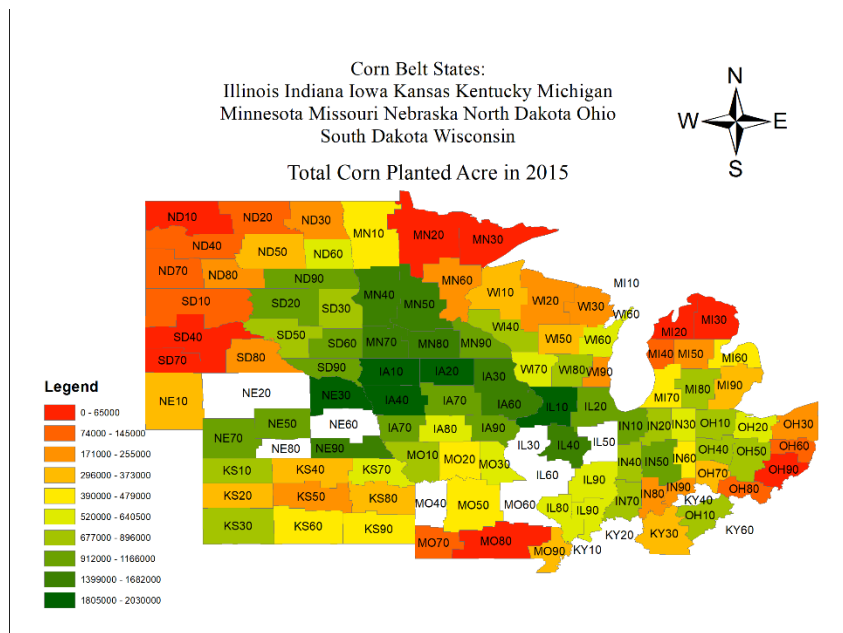 Corn Belt States:
Illinois Indiana Iowa Kansas Kentucky Michigan
Minnesota Missouri Nebraska North Dakota Ohio
South Dakota Wisconsin
Total Corn Planted Acre in 2015
N
W E
S
ND10 ND20 ND30 MN10 MN20 MN30
ND40 ND50 ND60
ND70 ND80 ND90 MN60 WI10 MI10
SD10 SD20 SD30 MN40 MN50 WI20 WI30 WI60 MI20 MI30
SD40 SD50 SD60 MN70 MN80 MN90 WI40 WI50 WI60 MI40 MI50 MI60
SD70 SD80 SD90 IA10 IA20 IA30 WI70 WI80 WI90 MI70 MI80 MI90
NE10 NE20 NE30 IA40 IA70 IA60 IL10 IL20
NE70 NE50 NE60 IA70 IA80 IA90 IL30 IL40 IL50 IN10 IN20 IN30 OH10 OH20 OH30
NE80 NE90 MO10 MO20 MO30 IL60 IN40 IN50 IN60 OH40 OH50 OH60
KS10 KS40 KS70 IL90 OH70 OH90
KS20 KS50 KS80 MO40 MO50 MO60 IL80 IL90 IN70 IN80 IN90 KY40 OH80
KS30 KS60 KS90 MO70 MO80 MO90 KY10 KY20 KY30 OH10 KY60
Legend
0 - 65000
74000 - 145000
171000 - 255000
296000 - 373000
390000 - 479000
520000 - 640500
677000 - 896000
912000 - 1166000
1399000 - 1682000
1805000 - 2030000